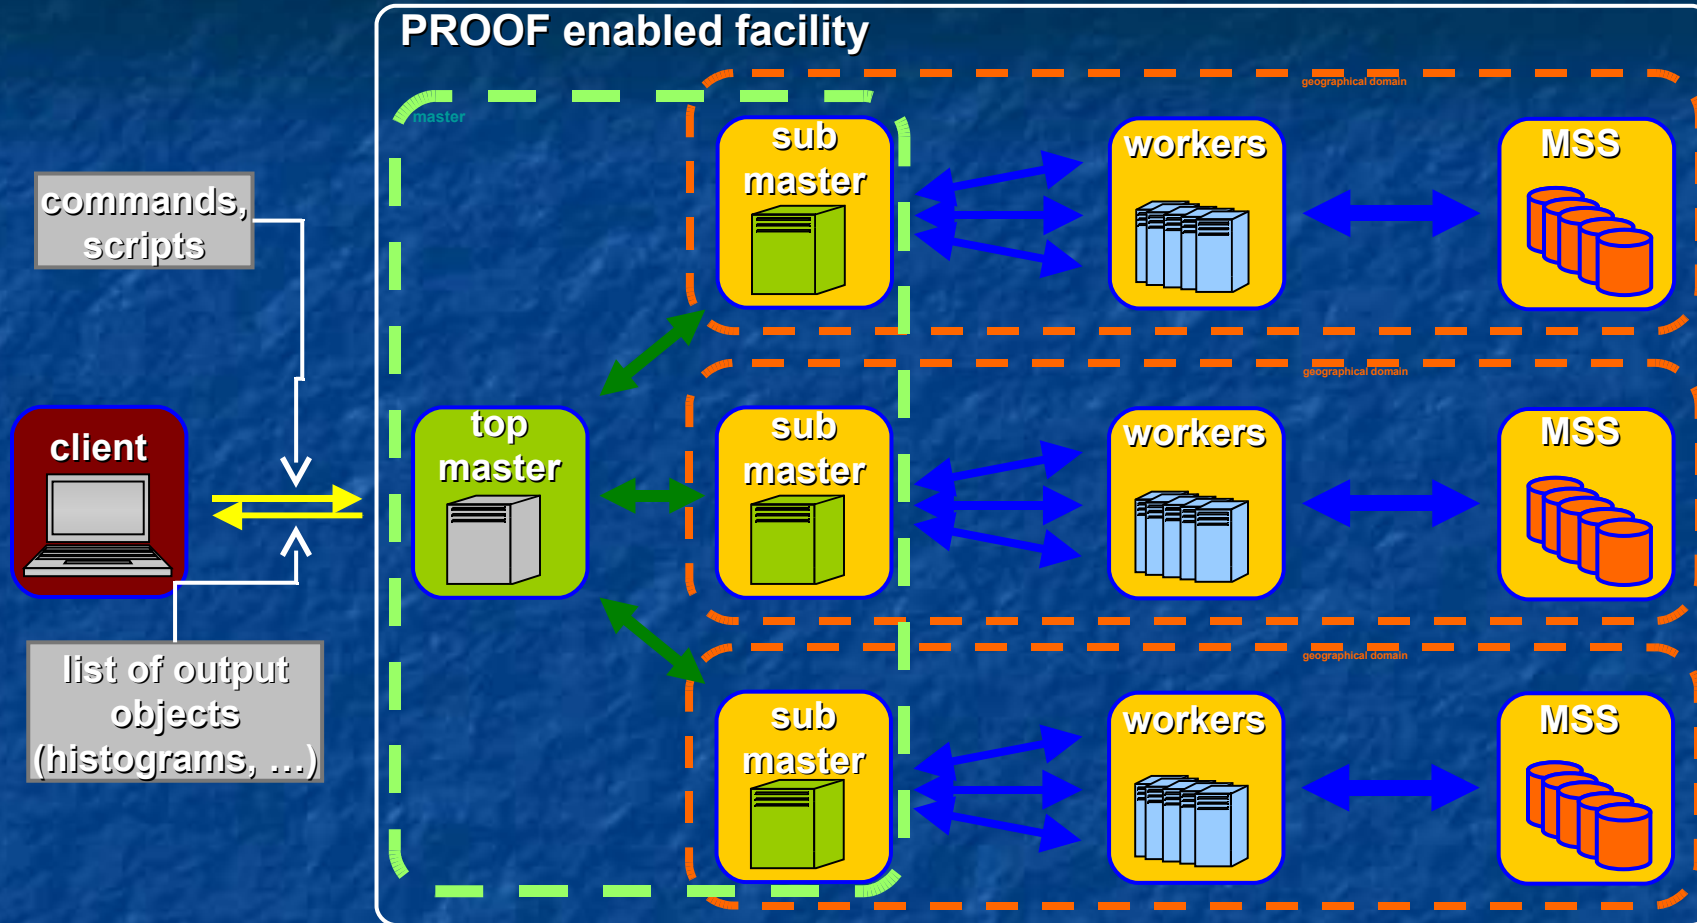 PROOF enabled facility
geographical domain
master
sub
master
workers
MSS
commands,
scripts
geographical domain
client
top
master
sub
master
workers
MSS
list of output
objects
(histograms, ...)
geographical domain
sub
master
workers
MSS